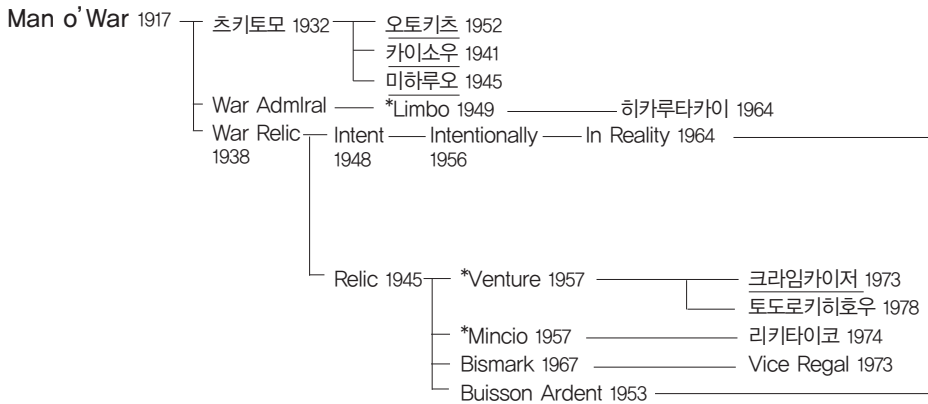 Man o' War 1917 츠키토모 1932 오토키츠 1952
카이소우 1941
미하루오 1945
War AdmIral *Limbo 1949 히카루타카이 1964
War Relic Intent Intentionally In Reality 1964
1938 1948 1956
Relic 1945 *Venture 1957 크라임카이저 1973
토도로키히호우 1978
*Mincio 1957 리키타이코 1974
Bismark 1967 Vice Regal 1973
Buisson Ardent 1953